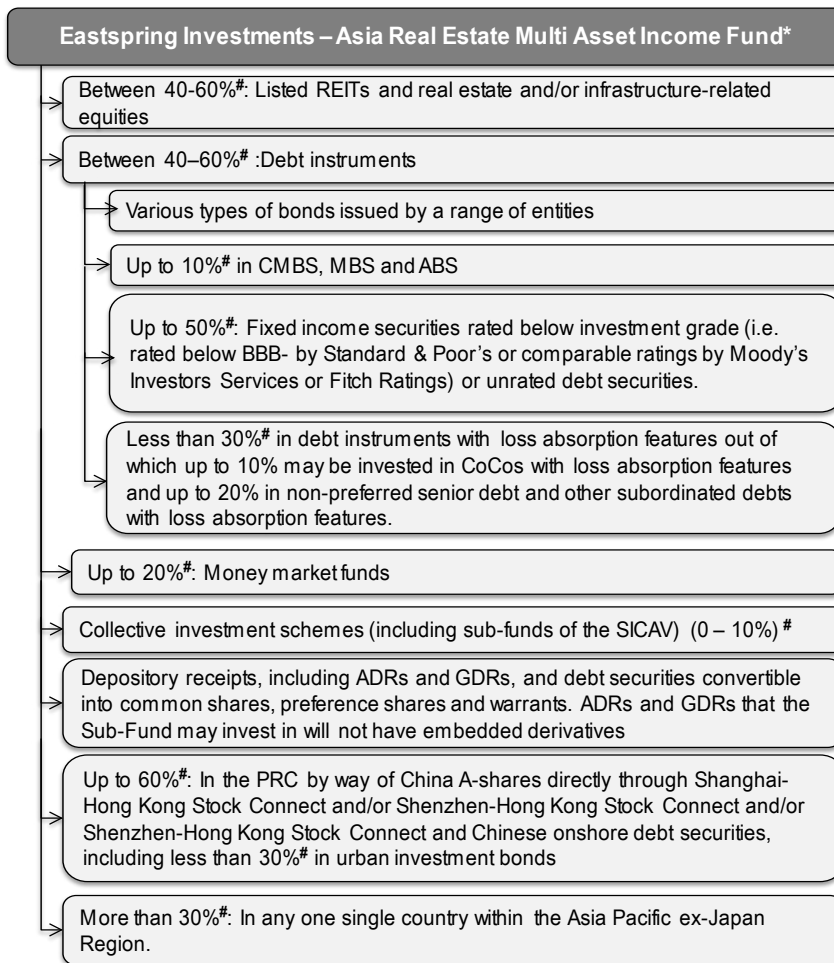 Eastspring Investments – Asia Real Estate Multi Asset Income Fund*
Between 40-60%#: Listed REITs and real estate and/or infrastructure-related
equities
Between 40–60%# :Debt instruments
Various types of bonds issued by a range of entities
Up to 10%# in CMBS, MBS and ABS
Up to 50%#: Fixed income securities rated below investment grade (i.e.
rated below BBB- by Standard & Poor's or comparable ratings by Moody's
Investors Services or Fitch Ratings) or unrated debt securities.
Less than 30%# in debt instruments with loss absorption features out of
which up to 10% may be invested in CoCos with loss absorption features
and up to 20% in non-preferred senior debt and other subordinated debts
with loss absorption features.
Up to 20%#: Money market funds
Collective investment schemes (including sub-funds of the SICAV) (0 – 10%) #
Depository receipts, including ADRs and GDRs, and debt securities convertible
into common shares, preference shares and warrants. ADRs and GDRs that the
Sub-Fund may invest in will not have embedded derivatives
Up to 60%#: In the PRC by way of China A-shares directly through Shanghai-
Hong Kong Stock Connect and/or Shenzhen-Hong Kong Stock Connect and/or
Shenzhen-Hong Kong Stock Connect and Chinese onshore debt securities,
including less than 30%# in urban investment bonds
More than 30%#: In any one single country within the Asia Pacific ex-Japan
Region.